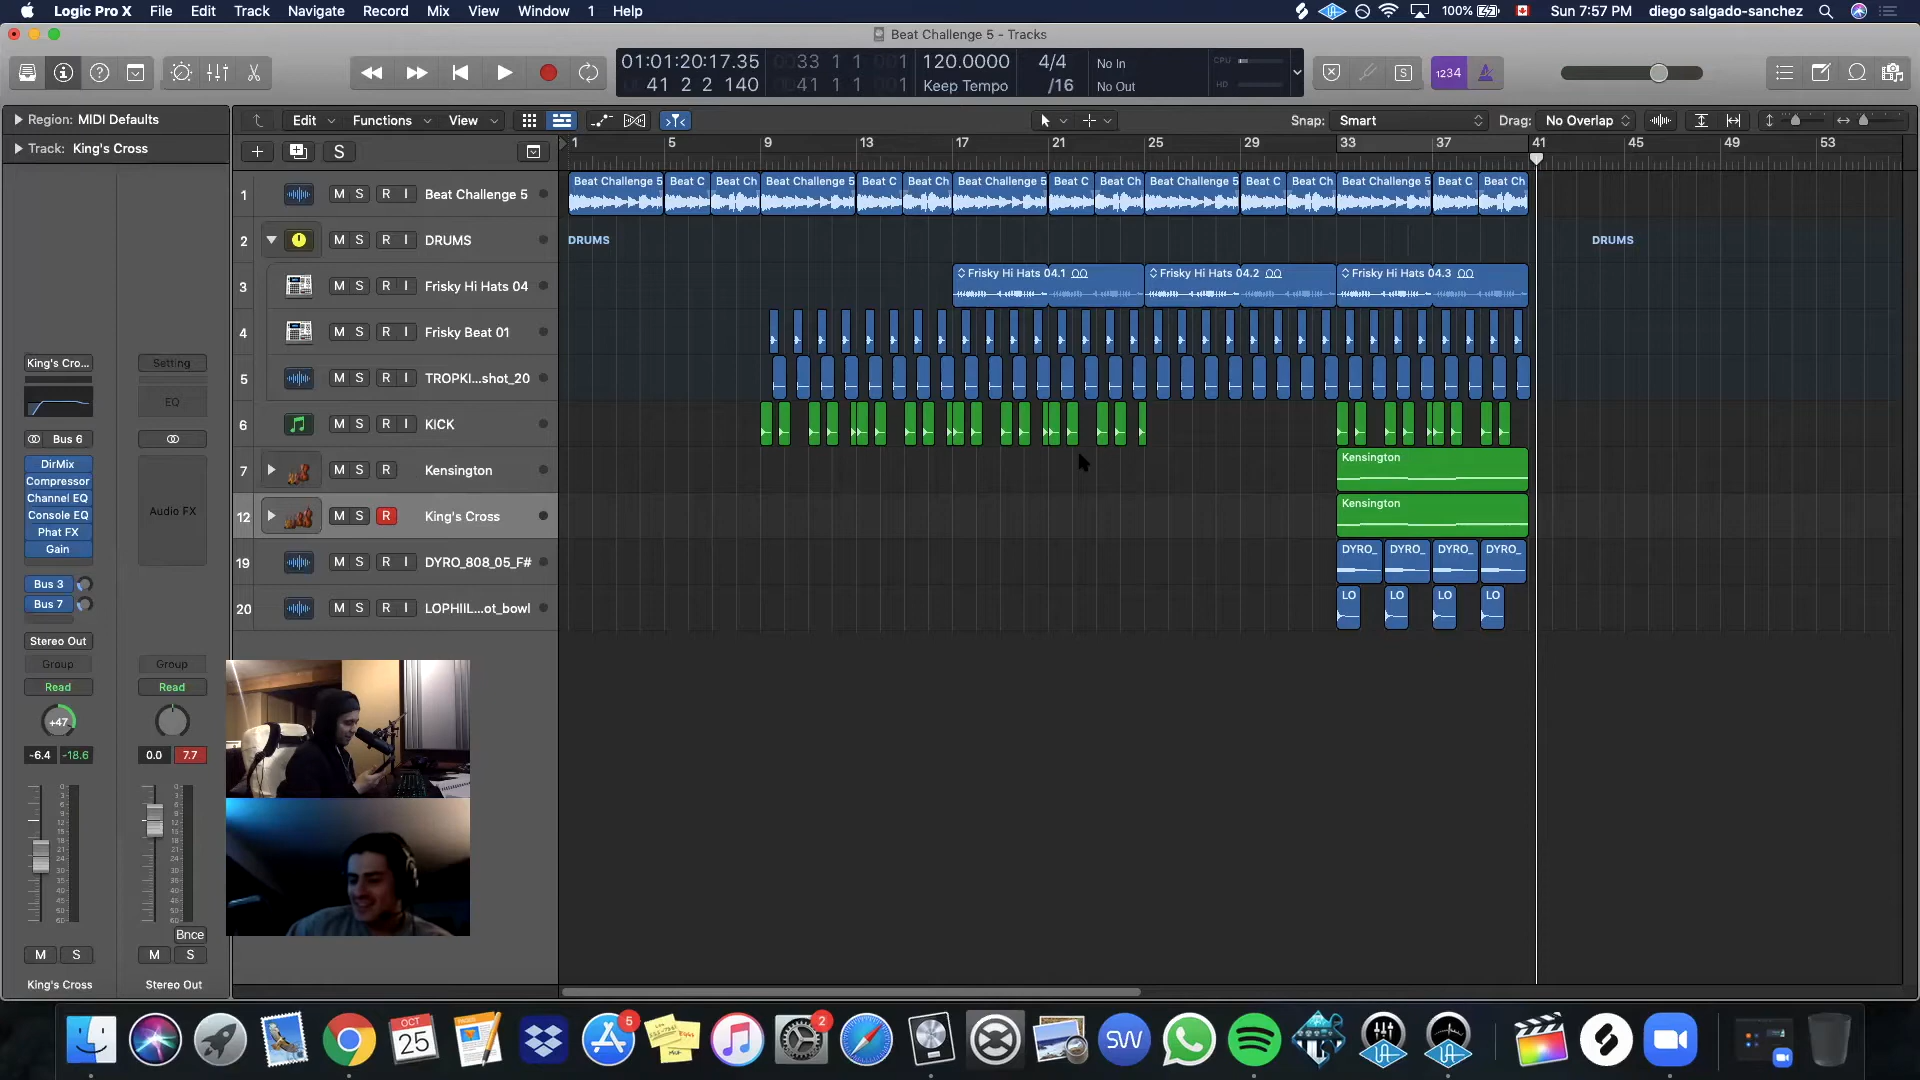 Logic Pro X File Edit Track Navigate Record Mix View Window 1 Help
100% Sun 7:57 PM diego salgado-sanchez
Beat Challenge 5 - Tracks
01:01:20:17.35 0033 1 1 001 120.0000 4/4 No In CPU
41 2 2 140 0041 1 1 001 Keep Tempo /16 No Out HD
S 1234
Region: MIDI Defaults
Edit Functions View Snap: Smart Drag: No Overlap
Track: King's Cross
S
1 5 9 13 17 21 25 29 33 37 41 45 49 53
1 M S R I Beat Challenge 5
Beat Challenge 5 Beat C Beat Ch Beat Challenge 5 Beat C Beat Ch Beat Challenge 5 Beat C Beat Ch Beat Challenge 5 Beat C Beat Ch Beat Challenge 5 Beat C Beat Ch
2 M S R I DRUMS
DRUMS DRUMS
3 M S R I Frisky Hi Hats 04
Frisky Hi Hats 04.1 Frisky Hi Hats 04.2 Frisky Hi Hats 04.3
4 M S R I Frisky Beat 01
5 M S R I TROPKI...shot_20
6 M S R I KICK
7 M S R Kensington
Kensington
12 M S R King's Cross
Kensington
19 M S R I DYRO_808_05_F#
DYRO_ DYRO_ DYRO_ DYRO_
20 M S R I LOPHIIL...ot_bowl
LO LO LO LO
King's Cro... Setting
EQ
Bus 6
DirMix
Compressor
Channel EQ
Console EQ
Phat FX
Gain
Audio FX
Bus 3
Bus 7
Stereo Out
Group Group
Read Read
+47
-6.4 -18.6 0.0 7.7
Bnce
M S M S
King's Cross Stereo Out
OCT
25
5
2
SW